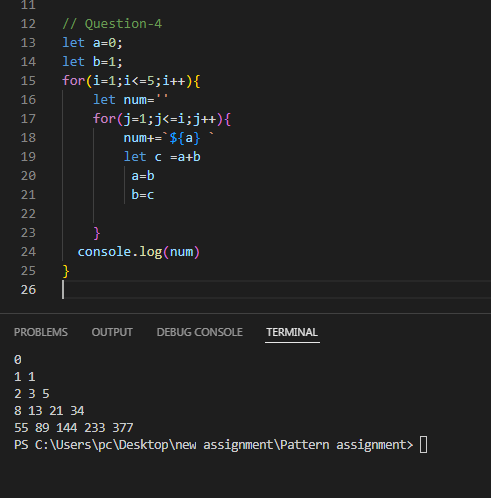 11
12 // Question-4
13 let a=0;
14 let b=1;
15 for(i=1;i<=5;i++){
16     let num=''
17     for(j=1;j<=i;j++){
18         num+=`${a} `
19         let c =a+b
20          a=b
21          b=c
22
23     }
24   console.log(num)
25 }
26
PROBLEMS OUTPUT DEBUG CONSOLE TERMINAL
0
1 1
2 3 5
8 13 21 34
55 89 144 233 377
PS C:\Users\pc\Desktop\new assignment\Pattern assignment>